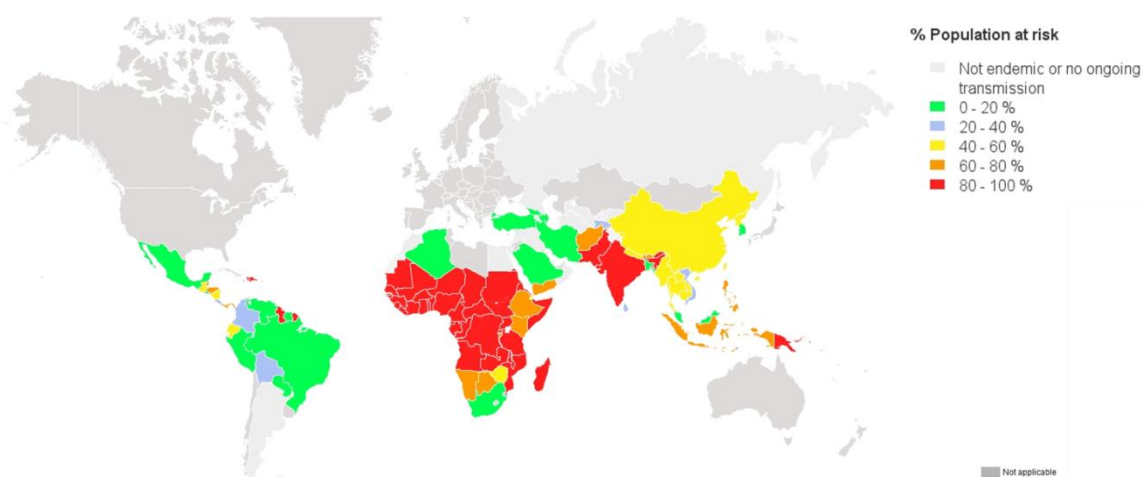 % Population at risk
Not endemic or no ongoing
transmission
0 - 20 %
20 - 40 %
40 - 60 %
60 - 80 %
80 - 100 %
Not applicable